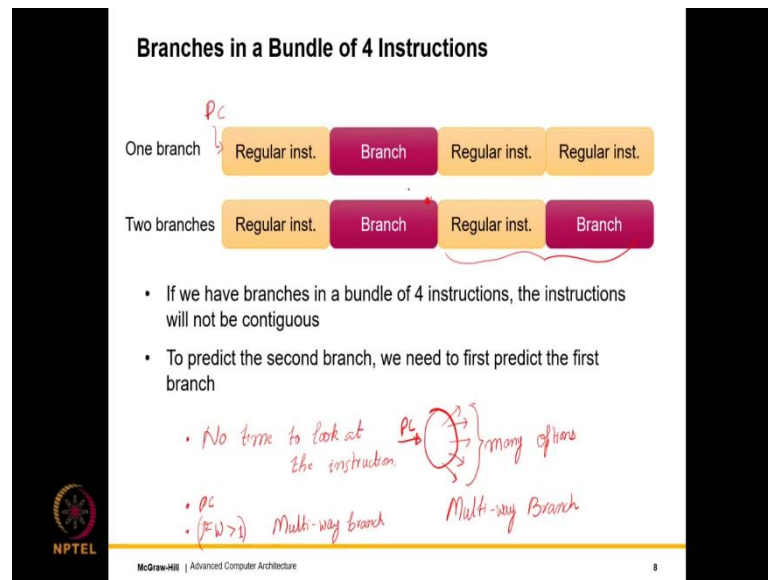 Branches in a Bundle of 4 Instructions
PC
One branch Regular inst. Branch Regular inst. Regular inst.
Two branches Regular inst. Branch Regular inst. Branch
• If we have branches in a bundle of 4 instructions, the instructions
will not be contiguous
• To predict the second branch, we need to first predict the first
branch
• No time to look at
the instruction.
PC
many options
• PC
• (FW > 1) Multi-way branch
Multi-way Branch
NPTEL
McGraw-Hill | Advanced Computer Architecture 8